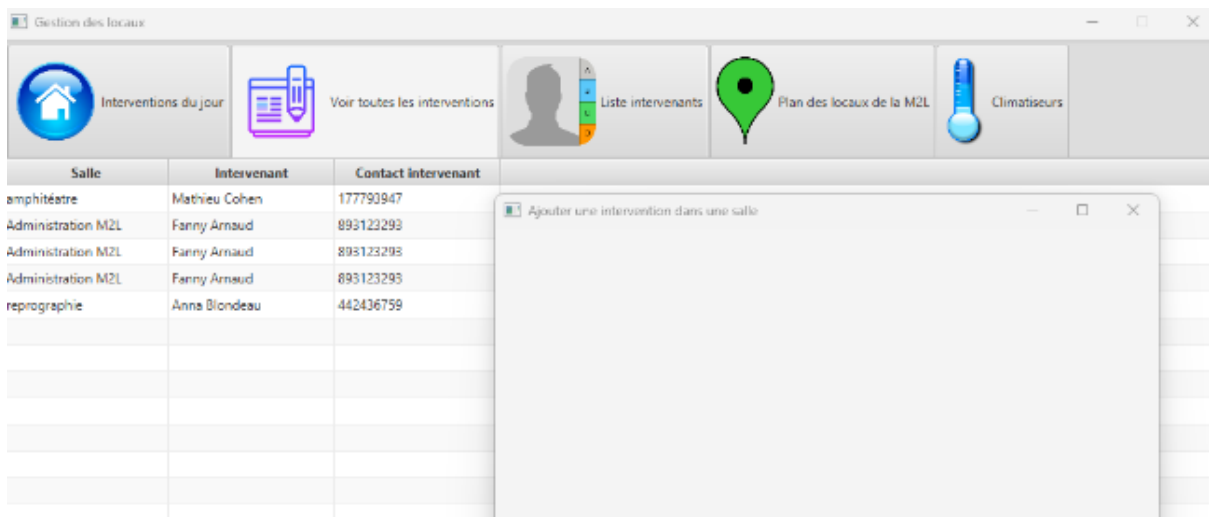 Gestion des locaux
Interventions du jour
Voir toutes les interventions
A
Liste intervenants
Plan des locaux de la M2L
Climatiseurs
Salle Intervenant Contact intervenant
amphitéatre Mathieu Cohen 177793947
Administration M2L Fanny Arnaud 893123293
Administration M2L Fanny Arnaud 893123293
Administration M2L Fanny Arnaud 893123293
reprographie Anna Blondeau 442436759
Ajouter une intervention dans une salle